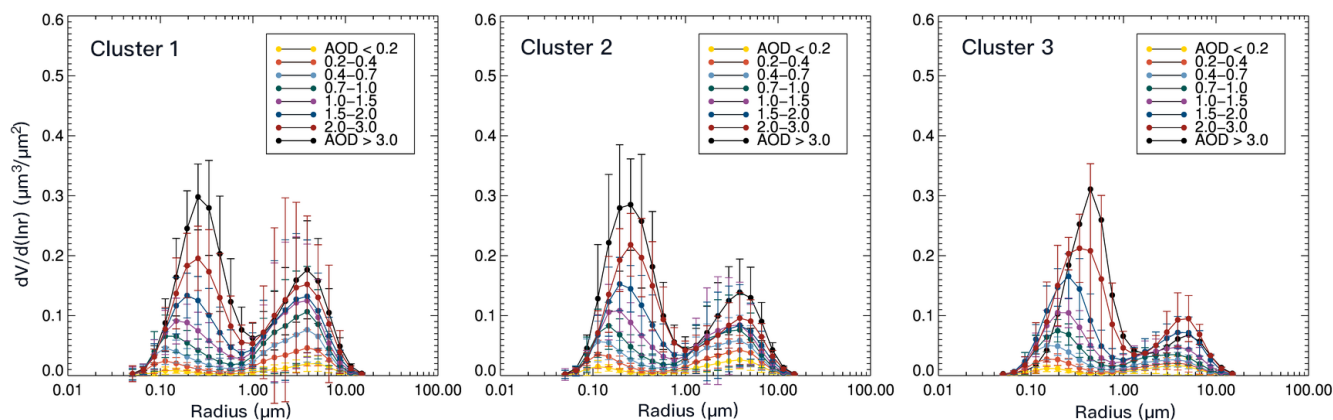 Cluster 1
AOD < 0.2
0.2–0.4
0.4–0.7
0.7–1.0
1.0–1.5
1.5–2.0
2.0–3.0
AOD > 3.0
dV/d(lnr) (μm³/μm²)
0.6
0.5
0.4
0.3
0.2
0.1
0.0
0.01 0.10 1.00 10.00 100.00
Radius (μm)
Cluster 2
AOD < 0.2
0.2–0.4
0.4–0.7
0.7–1.0
1.0–1.5
1.5–2.0
2.0–3.0
AOD > 3.0
0.6
0.5
0.4
0.3
0.2
0.1
0.0
0.01 0.10 1.00 10.00 100.00
Radius (μm)
Cluster 3
AOD < 0.2
0.2–0.4
0.4–0.7
0.7–1.0
1.0–1.5
1.5–2.0
2.0–3.0
AOD > 3.0
0.6
0.5
0.4
0.3
0.2
0.1
0.0
0.01 0.10 1.00 10.00 100.00
Radius (μm)